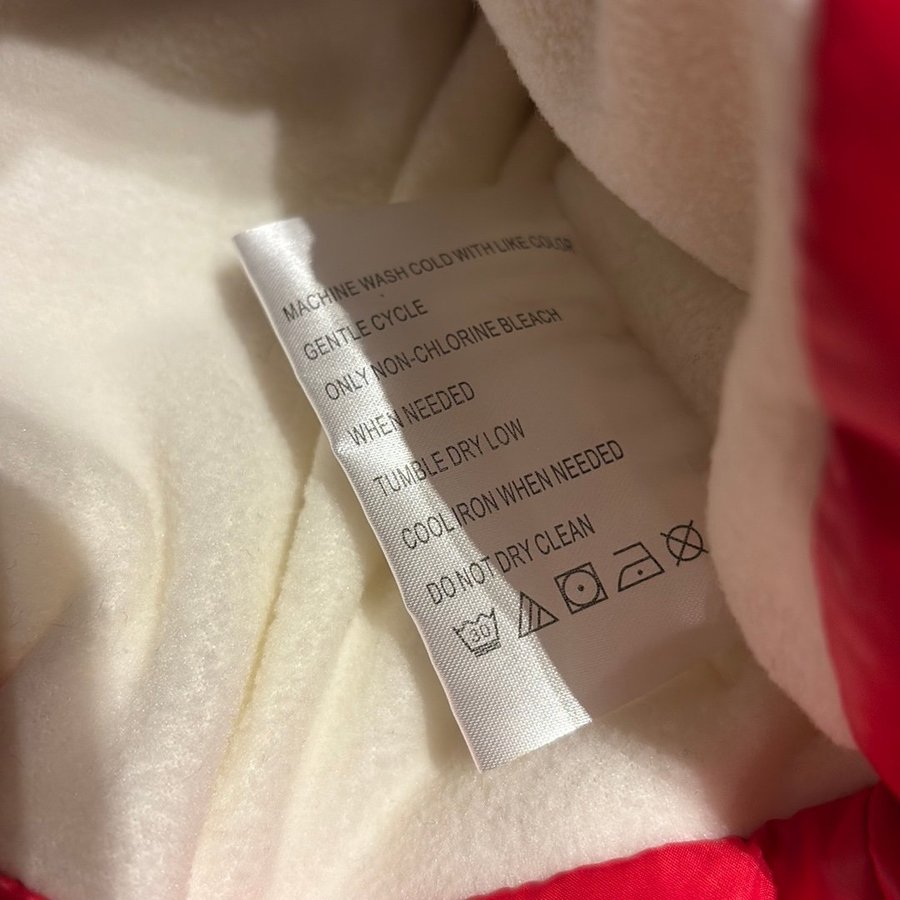 MACHINE WASH COLD WITH LIKE COLOR
GENTLE CYCLE
ONLY NON-CHLORINE BLEACH
WHEN NEEDED
TUMBLE DRY LOW
COOL IRON WHEN NEEDED
DO NOT DRY CLEAN
30